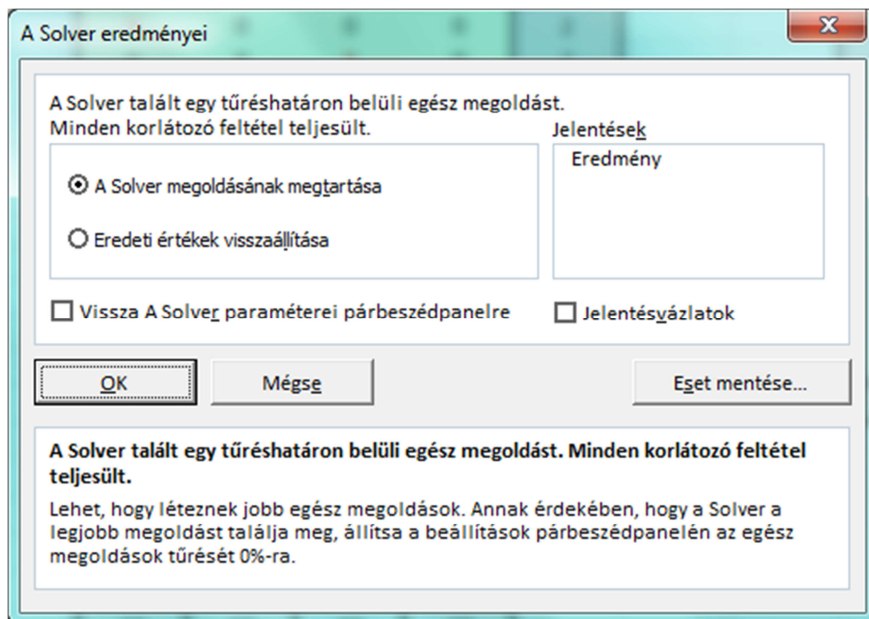 A Solver eredményei
A Solver talált egy tűréshatáron belüli egész megoldást.
Minden korlátozó feltétel teljesült.
Jelentések
Eredmény
A Solver megoldásának megtartása
Eredeti értékek visszaállítása
Vissza A Solver paraméterei párbeszédpanelre
Jelentésvázlatok
OK
Mégse
Eset mentése...
A Solver talált egy tűréshatáron belüli egész megoldást. Minden korlátozó feltétel
teljesült.
Lehet, hogy léteznek jobb egész megoldások. Annak érdekében, hogy a Solver a
legjobb megoldást találja meg, állítsa a beállítások párbeszédpanelén az egész
megoldások tűrését 0%-ra.